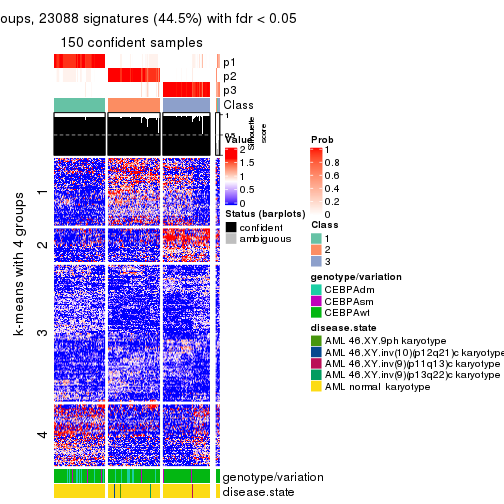 oups, 23088 signatures (44.5%) with fdr < 0.05
150 confident samples
p1
p2
p3
Class
1
0.5
0
Silhouette
score
k-means with 4 groups
1
2
3
4
genotype/variation
disease.state
Value
2
1.5
1
0.5
0
Status (barplots)
confident
ambiguous
Prob
1
0.8
0.6
0.4
0.2
0
Class
1
2
3
genotype/variation
CEBPAdm
CEBPAsm
CEBPAwt
disease.state
AML 46.XY.9ph karyotype
AML 46.XY.inv(10)(p12q21)c karyotype
AML 46.XY.inv(9)(p11q13)c karyotype
AML 46.XY.inv(9)(p13q22)c karyotype
AML normal karyotype